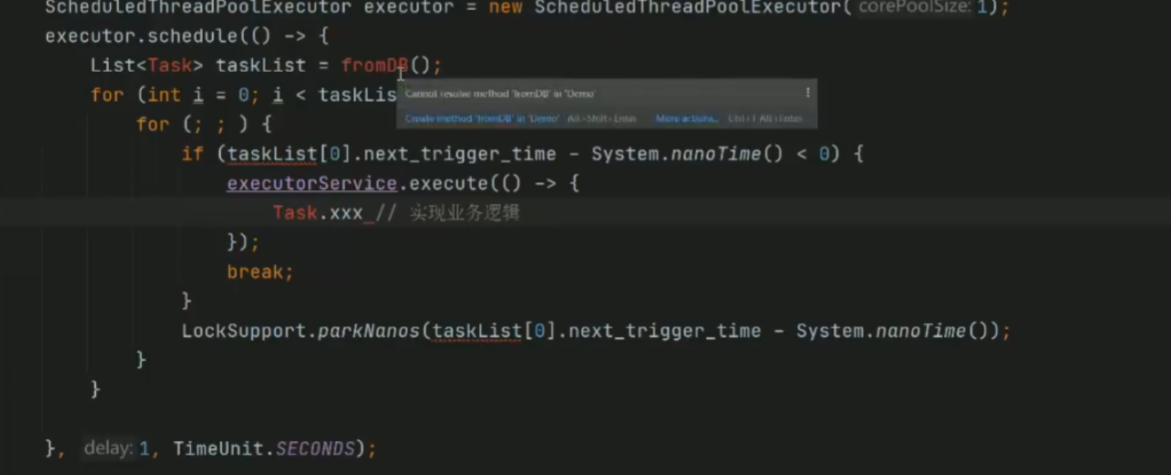 ScheduledThreadPoolExecutor executor = new ScheduledThreadPoolExecutor( corePoolSize: 1);
executor.schedule(() -> {
List<Task> taskList = fromDB();
for (int i = 0; i < taskLis
Cannot resolve method 'fromDB' in 'Demo'
Create method 'fromDB' in 'Demo' Alt+Shift+Enter More actions... Ctrl+1 Alt+Enter
for (; ; ) {
if (taskList[0].next_trigger_time - System.nanoTime() < 0) {
executorService.execute(() -> {
Task.xxx // 实现业务逻辑
});
break;
}
LockSupport.parkNanos(taskList[0].next_trigger_time - System.nanoTime());
}
}
}, delay: 1, TimeUnit.SECONDS);